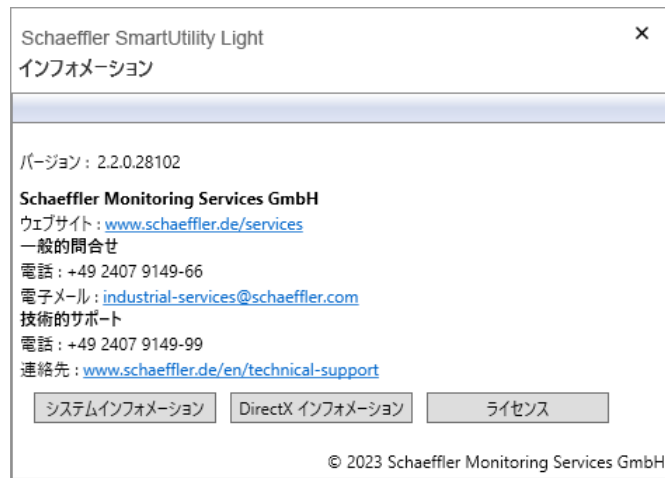 Schaeffler SmartUtility Light
インフォメーション
バージョン : 2.2.0.28102
Schaeffler Monitoring Services GmbH
ウェブサイト : www.schaeffler.de/services
一般的問合せ
電話 : +49 2407 9149-66
電子メール : industrial-services@schaeffler.com
技術的サポート
電話 : +49 2407 9149-99
連絡先 : www.schaeffler.de/en/technical-support
システムインフォメーション DirectX インフォメーション ライセンス
© 2023 Schaeffler Monitoring Services GmbH